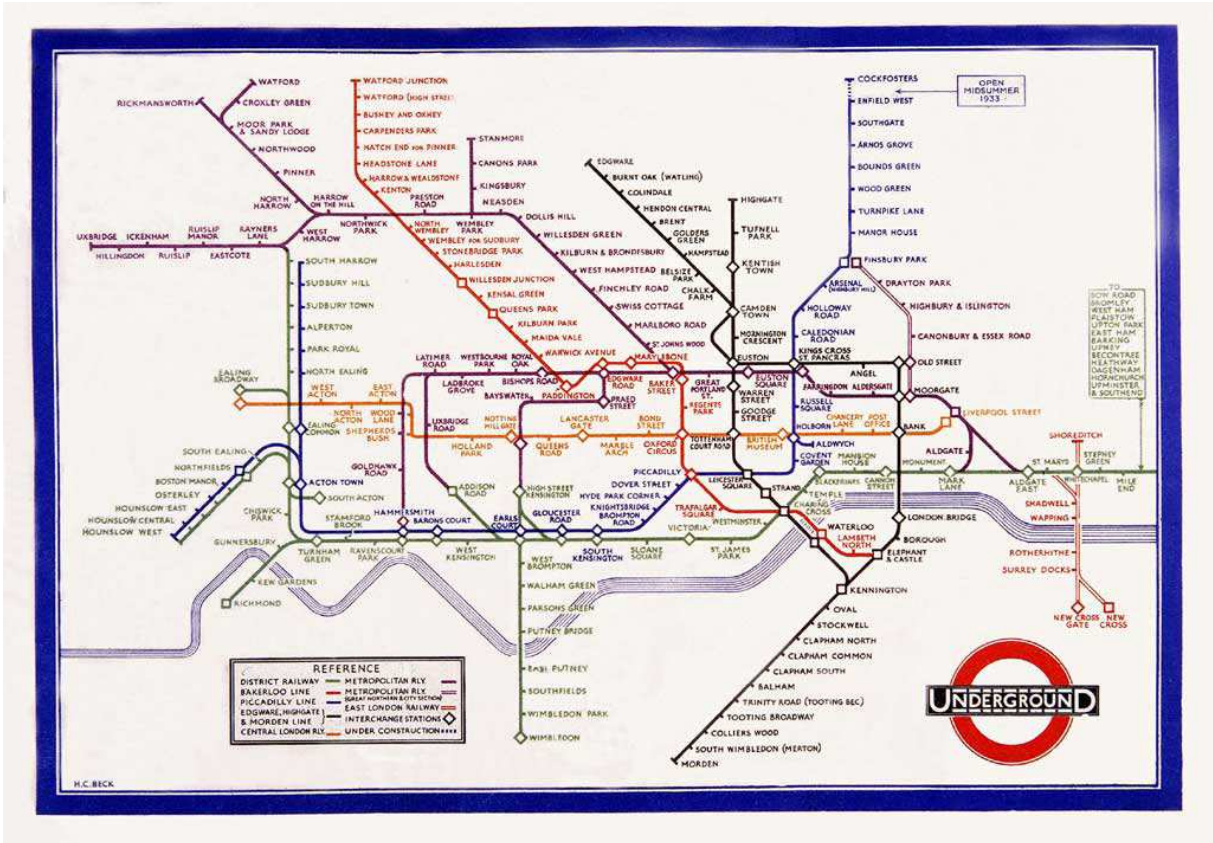 WATFORD
RICKMANSWORTH
CROXLEY GREEN
MOOR PARK
& SANDY LODGE
NORTHWOOD
PINNER
NORTH
HARROW
HARROW
ON THE HILL
NORTHWICK
PARK
PRESTON
ROAD
WEMBLEY
PARK
NEASDEN
STANMORE
CANONS PARK
KINGSBURY
DOLLIS HILL
WILLESDEN GREEN
KILBURN & BRONDESBURY
WEST HAMPSTEAD
FINCHLEY ROAD
SWISS COTTAGE
MARLBORO ROAD
ST. JOHNS WOOD
UXBRIDGE
HILLINGDON
ICKENHAM
RUISLIP
RUISLIP
MANOR
EASTCOTE
RAYNERS
LANE
WEST
HARROW
WATFORD JUNCTION
WATFORD (HIGH STREET)
BUSHEY AND OXHEY
CARPENDERS PARK
HATCH END FOR PINNER
HEADSTONE LANE
HARROW & WEALDSTONE
KENTON
NORTH
WEMBLEY
WEMBLEY FOR SUDBURY
STONEBRIDGE PARK
HARLESDEN
WILLESDEN JUNCTION
KENSAL GREEN
QUEENS PARK
KILBURN PARK
MAIDA VALE
WARWICK AVENUE
PADDINGTON
EDGWARE
ROAD
MARYLEBONE
BAKER
STREET
REGENTS
PARK
EDGWARE
BURNT OAK (WATLING)
COLINDALE
HENDON CENTRAL
BRENT
GOLDERS
GREEN
HAMPSTEAD
BELSIZE
PARK
CHALK
FARM
HIGHGATE
TUFNELL
PARK
KENTISH
TOWN
CAMDEN
TOWN
MORNINGTON
CRESCENT
EUSTON
WARREN
STREET
GOODGE
STREET
TOTTENHAM
COURT ROAD
COCKFOSTERS
OPEN
MIDSUMMER
1933
ENFIELD WEST
SOUTHGATE
ARNOS GROVE
BOUNDS GREEN
WOOD GREEN
TURNPIKE LANE
MANOR HOUSE
FINSBURY PARK
ARSENAL
(HIGHBURY HILL)
HOLLOWAY
ROAD
CALEDONIAN
ROAD
KINGS CROSS
ST. PANCRAS
RUSSELL
SQUARE
HOLBORN
ALDWYCH
COVENT
GARDEN
DRAYTON PARK
HIGHBURY & ISLINGTON
CANONBURY & ESSEX ROAD
OLD STREET
ANGEL
MOORGATE
FARRINGDON
ALDERSGATE
LIVERPOOL STREET
ALDGATE
TO
BOW ROAD
BROMLEY
WEST HAM
PLAISTOW
UPTON PARK
EAST HAM
BARKING
UPNEY
BECONTREE
HEATHWAY
DAGENHAM
HORNCHURCH
UPMINSTER
& SOUTHEND
SOUTH HARROW
SUDBURY HILL
SUDBURY TOWN
ALPERTON
PARK ROYAL
NORTH EALING
EALING
COMMON
EALING
BROADWAY
WEST
ACTON
NORTH
ACTON
EAST
ACTON
WOOD
LANE
SHEPHERDS
BUSH
HOLLAND
PARK
NOTTING
HILL GATE
QUEENS
ROAD
LANCASTER
GATE
MARBLE
ARCH
BOND
STREET
OXFORD
CIRCUS
BRITISH
MUSEUM
CHANCERY
LANE
POST
OFFICE
BANK
LATIMER
ROAD
LADBROKE
GROVE
WESTBOURNE
PARK
ROYAL
OAK
BISHOPS ROAD
BAYSWATER
PRAED
STREET
GREAT
PORTLAND
ST.
EUSTON
SQUARE
UXBRIDGE
ROAD
GOLDHAWK
ROAD
HAMMERSMITH
ADDISON
ROAD
HIGH STREET
KENSINGTON
SOUTH EALING
NORTHFIELDS
BOSTON MANOR
OSTERLEY
HOUNSLOW EAST
HOUNSLOW CENTRAL
HOUNSLOW WEST
ACTON TOWN
SOUTH ACTON
CHISWICK
PARK
GUNNERSBURY
KEW GARDENS
RICHMOND
TURNHAM
GREEN
STAMFORD
BROOK
RAVENSCOURT
PARK
BARONS COURT
WEST
KENSINGTON
EARLS
COURT
GLOUCESTER
ROAD
SOUTH
KENSINGTON
SLOANE
SQUARE
VICTORIA
ST. JAMES
PARK
WESTMINSTER
CHARING
CROSS
TEMPLE
BLACKFRIARS
MANSION
HOUSE
CANNON
STREET
MONUMENT
MARK
LANE
ALDGATE
EAST
ST MARYS
WHITECHAPEL
STEPNEY
GREEN
MILE
END
PICCADILLY
DOVER STREET
HYDE PARK CORNER
KNIGHTSBRIDGE
BROMPTON
ROAD
LEICESTER
SQUARE
STRAND
TRAFALGAR
SQUARE
WATERLOO
LAMBETH
NORTH
ELEPHANT
& CASTLE
BOROUGH
LONDON BRIDGE
KENNINGTON
OVAL
STOCKWELL
CLAPHAM NORTH
CLAPHAM COMMON
CLAPHAM SOUTH
BALHAM
TRINITY ROAD (TOOTING BEC)
TOOTING BROADWAY
COLLIERS WOOD
SOUTH WIMBLEDON (MERTON)
MORDEN
WEST
BROMPTON
WALHAM GREEN
PARSONS GREEN
PUTNEY BRIDGE
EAST PUTNEY
SOUTHFIELDS
WIMBLEDON PARK
WIMBLEDON
SHOREDITCH
SHADWELL
WAPPING
ROTHERHITHE
SURREY DOCKS
NEW CROSS
GATE
NEW
CROSS
REFERENCE
DISTRICT RAILWAY
BAKERLOO LINE
PICCADILLY LINE
EDGWARE, HIGHGATE
& MORDEN LINE
CENTRAL LONDON RLY.
METROPOLITAN RLY.
METROPOLITAN RLY.
(GREAT NORTHERN & CITY SECTION)
EAST LONDON RAILWAY
INTERCHANGE STATIONS
UNDER CONSTRUCTION
UNDERGROUND
H.C. BECK